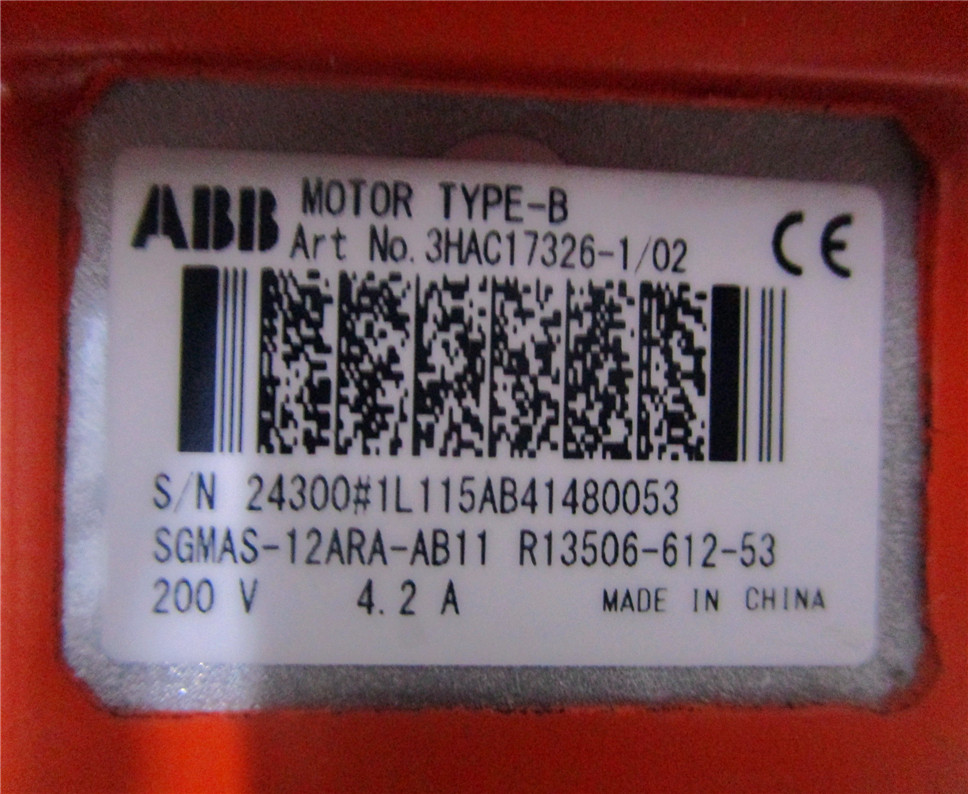 ABB MOTOR TYPE-B
Art No. 3HAC17326-1/02 CE
S/N 24300#1L115AB41480053
SGMAS-12ARA-AB11 R13506-612-53
200 V 4.2 A MADE IN CHINA